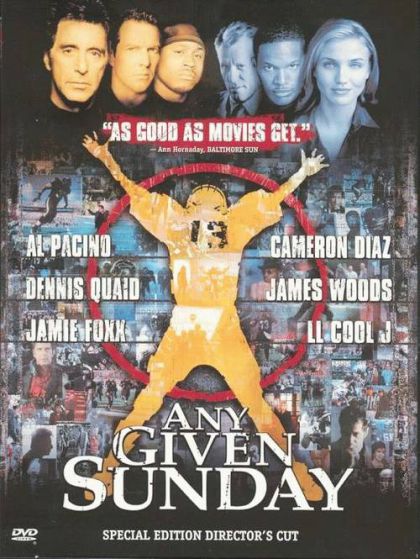 "AS GOOD AS MOVIES GET."
— Ann Hornaday, BALTIMORE SUN
AL PACINO
CAMERON DIAZ
DENNIS QUAID
JAMES WOODS
JAMIE FOXX
LL COOL J
ANY
GIVEN
SUNDAY
DVD
VIDEO
SPECIAL EDITION DIRECTOR'S CUT